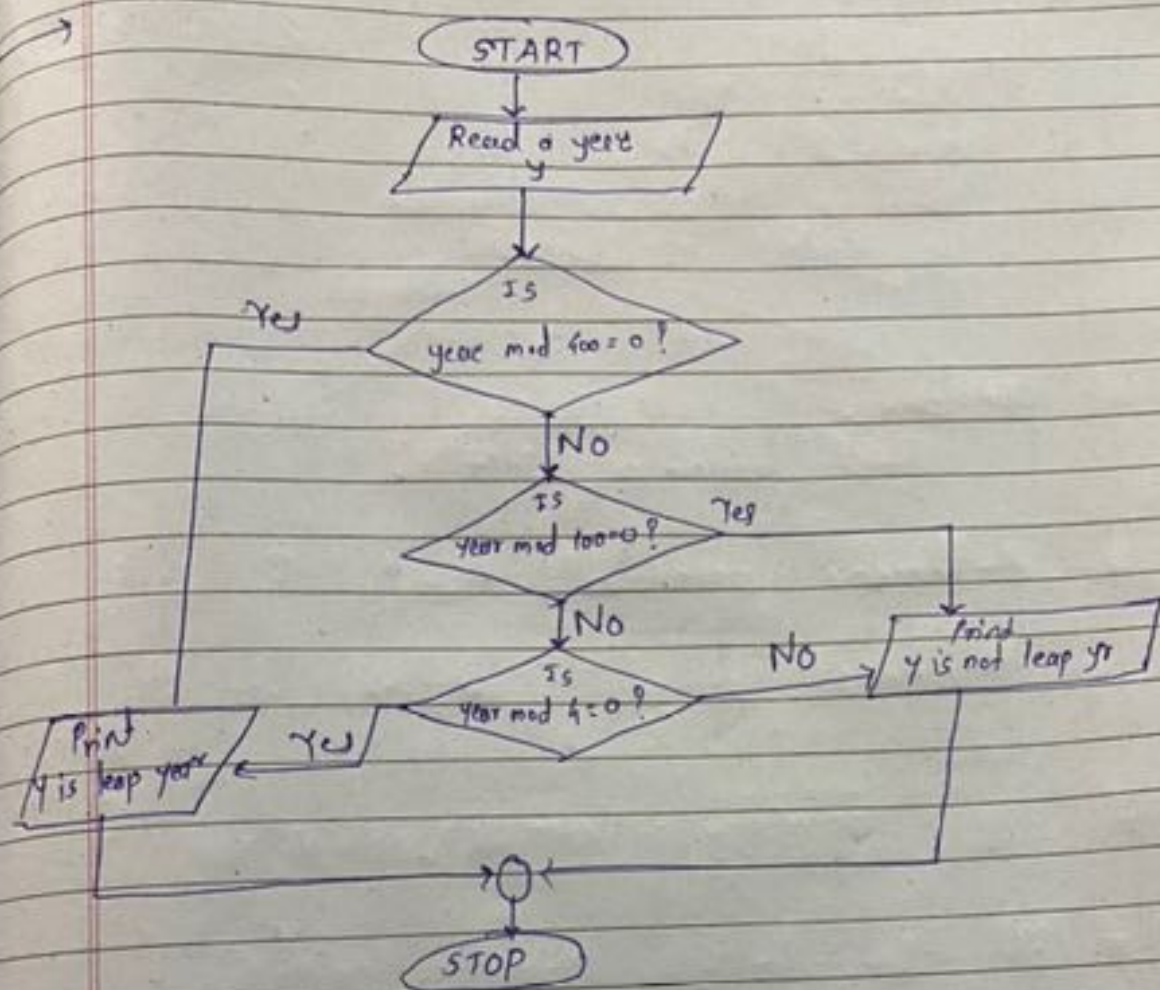 START
Read a year
y
Is
year mod 400 = 0 ?
Yes
No
Is
year mod 100=0 ?
Yes
No
Is
year mod 4 = 0 ?
No
Print
y is not leap yr
Yes
Print
y is leap year
STOP